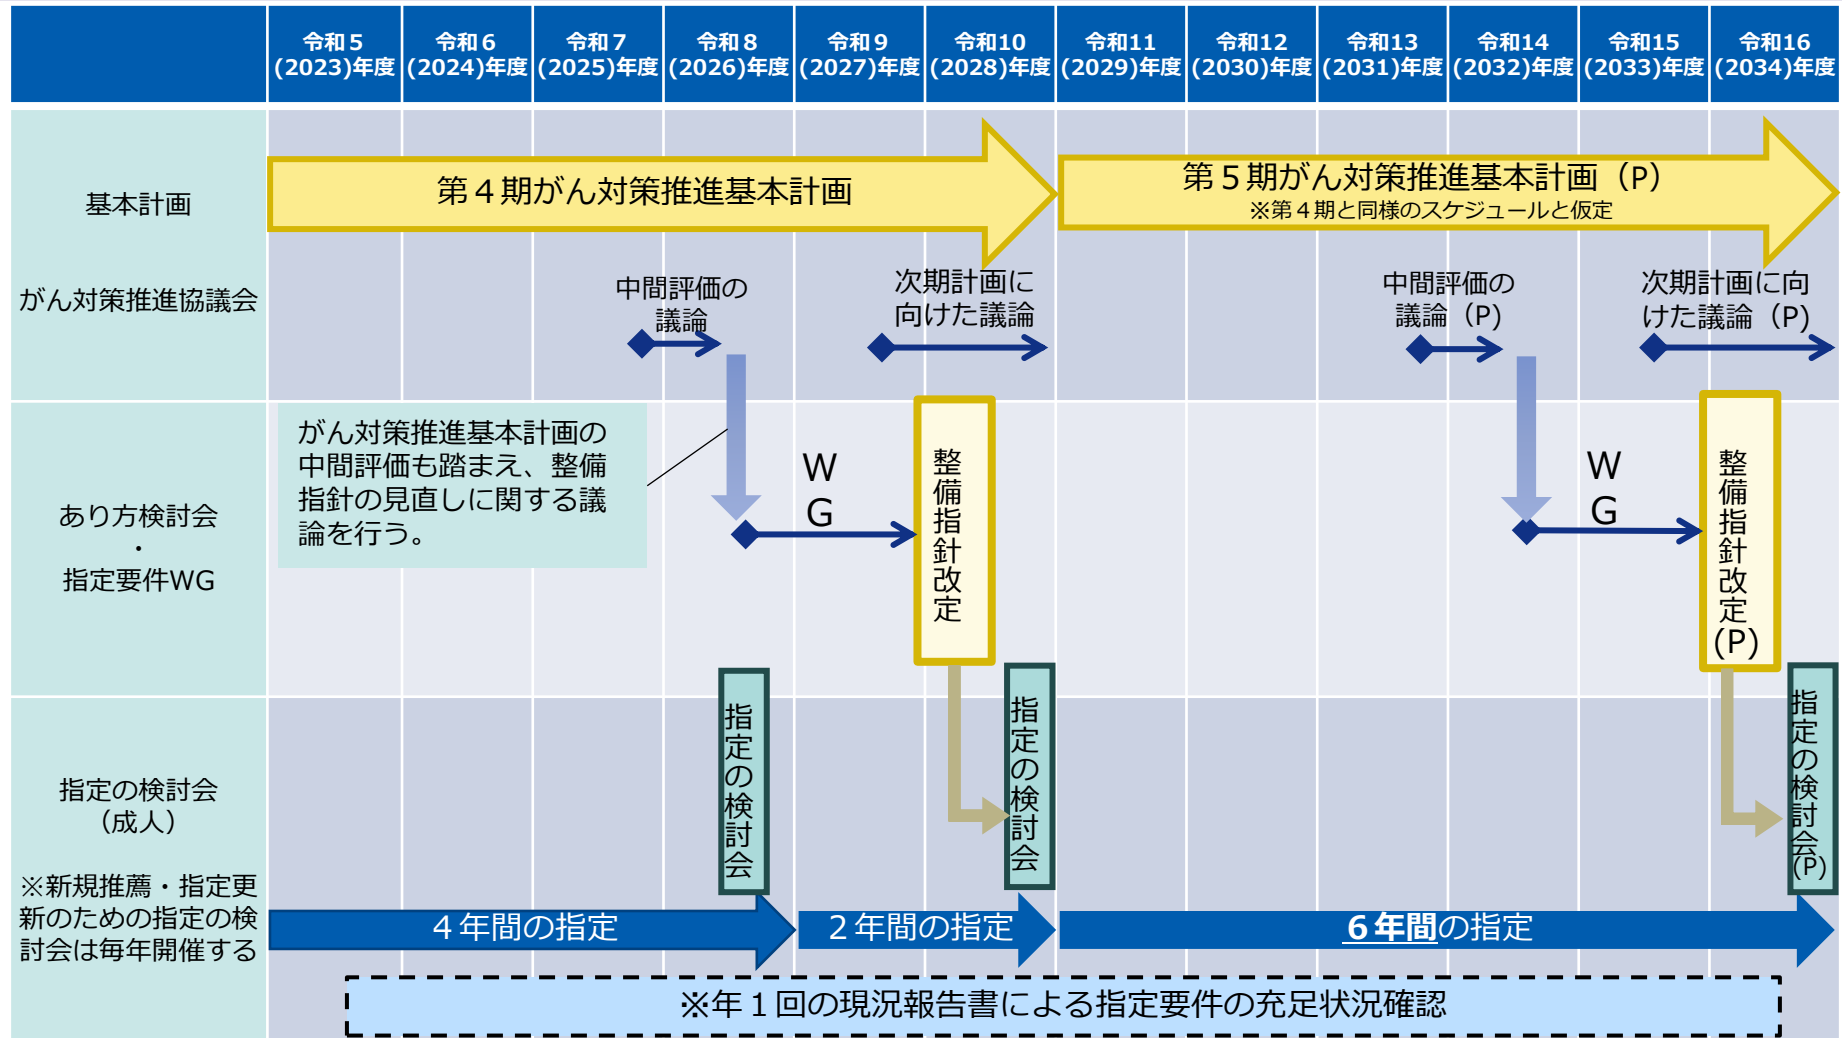 令和５
(2023)年度
令和６
(2024)年度
令和７
(2025)年度
令和８
(2026)年度
令和９
(2027)年度
令和10
(2028)年度
令和11
(2029)年度
令和12
(2030)年度
令和13
(2031)年度
令和14
(2032)年度
令和15
(2033)年度
令和16
(2034)年度
基本計画
がん対策推進協議会
第４期がん対策推進基本計画
第５期がん対策推進基本計画（P）
※第４期と同様のスケジュールと仮定
中間評価の
議論
次期計画に
向けた議論
中間評価の
議論（P)
次期計画に向
けた議論（P)
あり方検討会
・
指定要件WG
がん対策推進基本計画の
中間評価も踏まえ、整備
指針の見直しに関する議
論を行う。
W
G
整備指針改定
W
G
整備指針改定(P)
指定の検討会
（成人）
※新規推薦・指定更
新のための指定の検
討会は毎年開催する
指定の検討会
指定の検討会
指定の検討会(P)
４年間の指定
２年間の指定
６年間の指定
※年１回の現況報告書による指定要件の充足状況確認